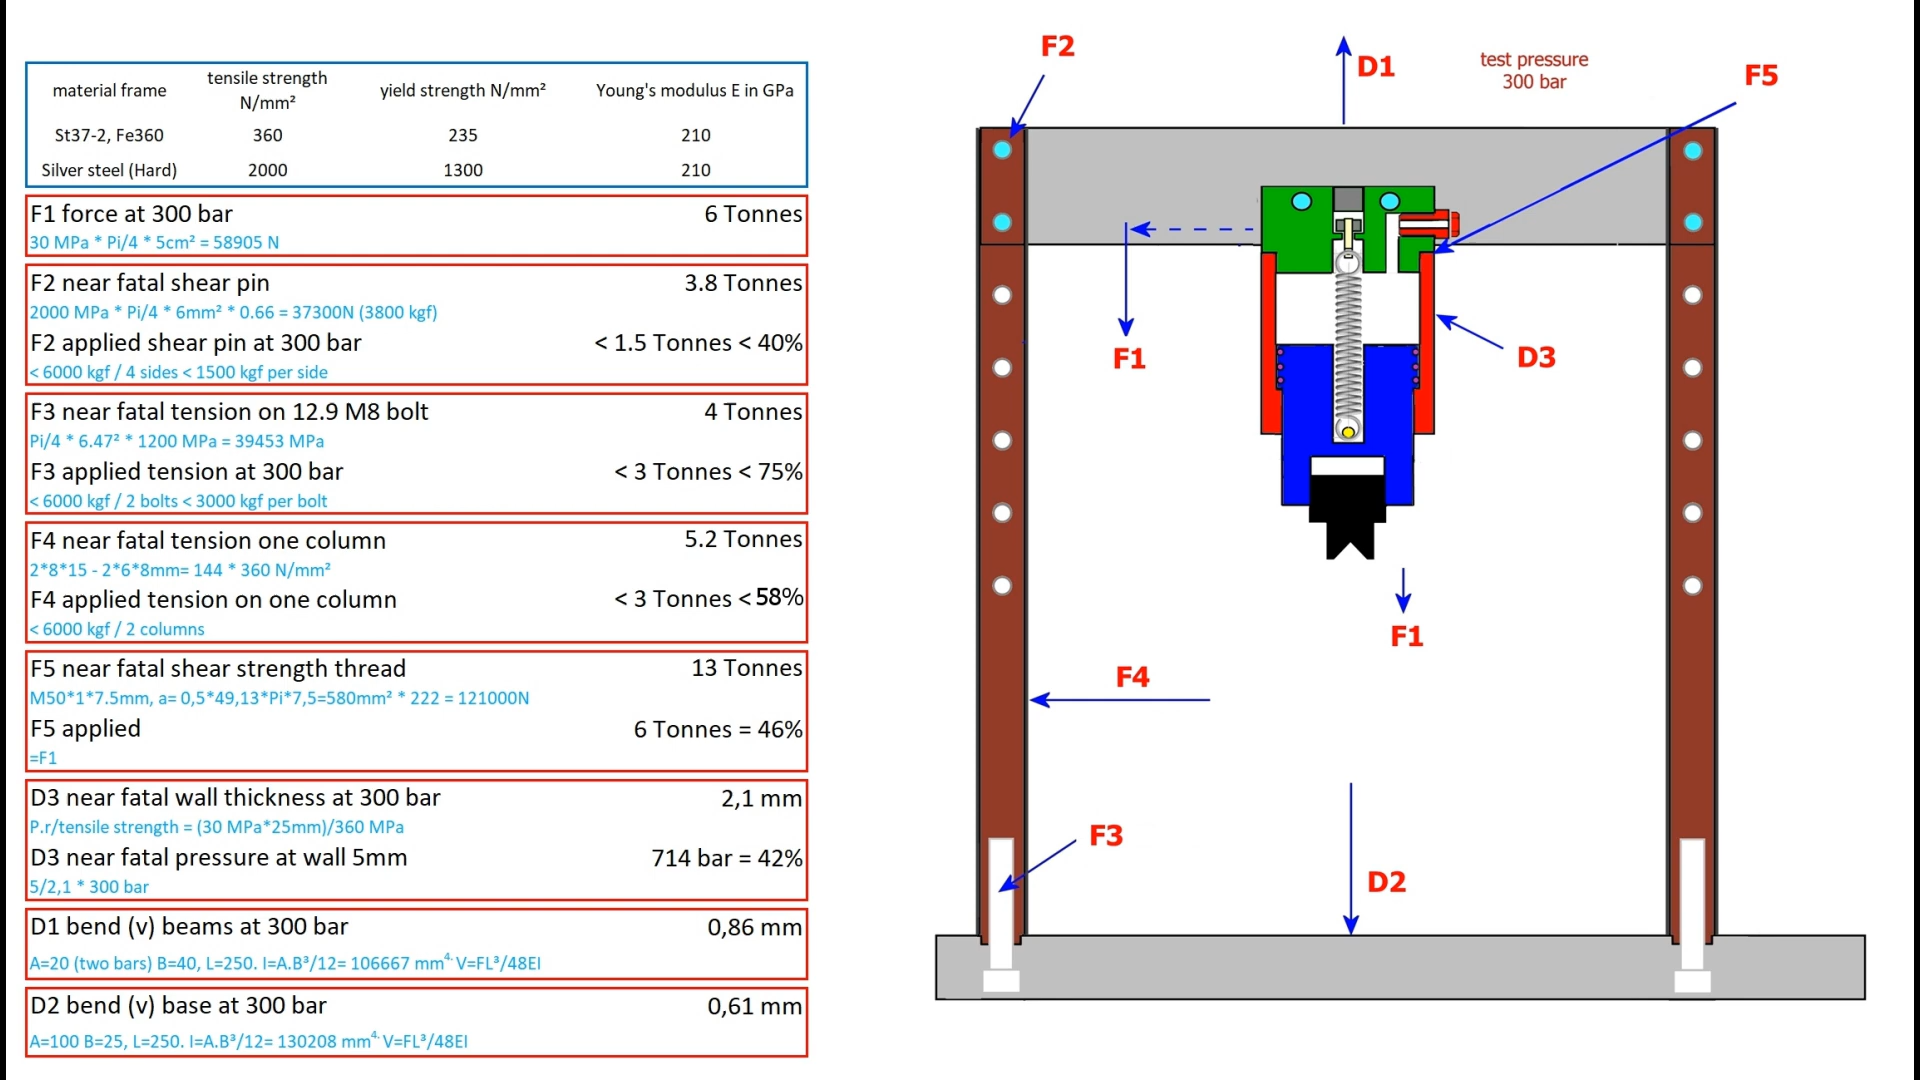 material frame tensile strength N/mm² yield strength N/mm² Young's modulus E in GPa
St37-2, Fe360 360 235 210
Silver steel (Hard) 2000 1300 210
F1 force at 300 bar 6 Tonnes
30 MPa * Pi/4 * 5cm² = 58905 N
F2 near fatal shear pin 3.8 Tonnes
2000 MPa * Pi/4 * 6mm² * 0.66 = 37300N (3800 kgf)
F2 applied shear pin at 300 bar < 1.5 Tonnes < 40%
< 6000 kgf / 4 sides < 1500 kgf per side
F3 near fatal tension on 12.9 M8 bolt 4 Tonnes
Pi/4 * 6.47² * 1200 MPa = 39453 MPa
F3 applied tension at 300 bar < 3 Tonnes < 75%
< 6000 kgf / 2 bolts < 3000 kgf per bolt
F4 near fatal tension one column 5.2 Tonnes
2*8*15 - 2*6*8mm= 144 * 360 N/mm²
F4 applied tension on one column < 3 Tonnes < 58%
< 6000 kgf / 2 columns
F5 near fatal shear strength thread 13 Tonnes
M50*1*7.5mm, a= 0,5*49,13*Pi*7,5=580mm² * 222 = 121000N
F5 applied 6 Tonnes = 46%
=F1
D3 near fatal wall thickness at 300 bar 2,1 mm
P.r/tensile strength = (30 MPa*25mm)/360 MPa
D3 near fatal pressure at wall 5mm 714 bar = 42%
5/2,1 * 300 bar
D1 bend (v) beams at 300 bar 0,86 mm
A=20 (two bars) B=40, L=250. I=A.B³/12= 106667 mm⁴· V=FL³/48EI
D2 bend (v) base at 300 bar 0,61 mm
A=100 B=25, L=250. I=A.B³/12= 130208 mm⁴· V=FL³/48EI
F2
D1
test pressure
300 bar
F5
F1
D3
F1
F4
F3
D2